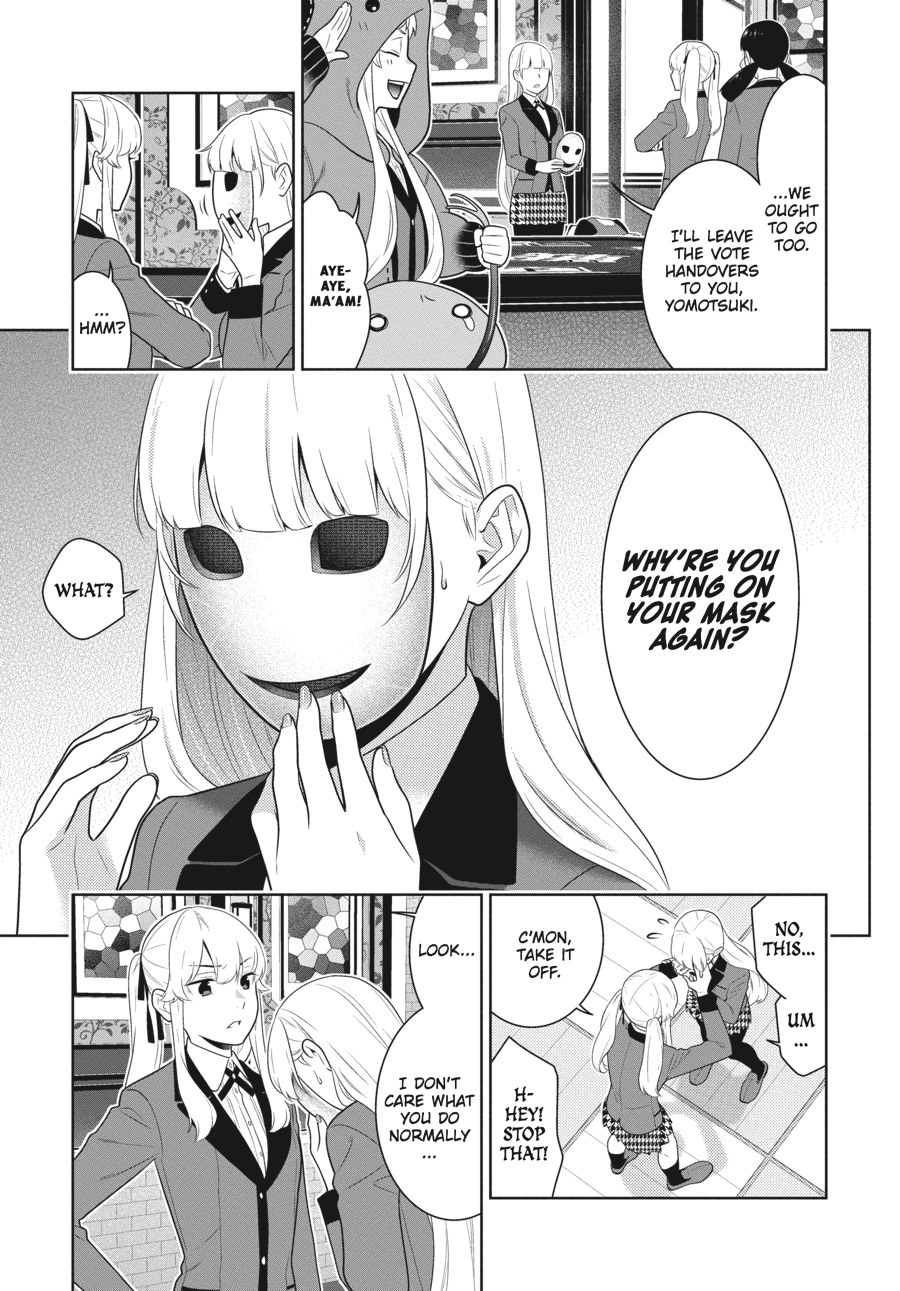 ...WE
OUGHT
TO GO
TOO.
I'LL LEAVE
THE VOTE
HANDOVERS
TO YOU,
YOMOTSUKI.
AYE-
AYE,
MA'AM!
...
HMM?
WHY'RE YOU
PUTTING ON
YOUR MASK
AGAIN?
WHAT?
NO,
THIS...
UM
...
C'MON,
TAKE IT
OFF.
H-
HEY!
STOP
THAT!
LOOK...
I DON'T
CARE WHAT
YOU DO
NORMALLY
...